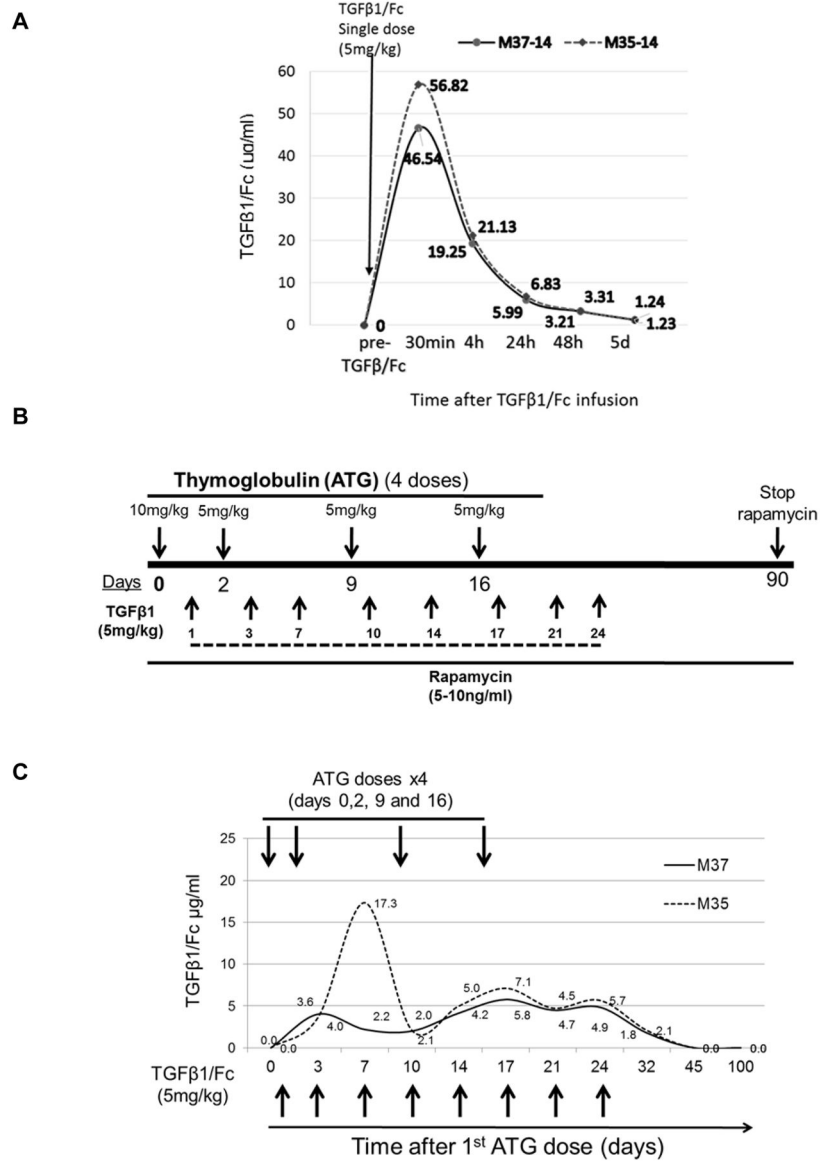 A
TGFβ1/Fc
Single dose
(5mg/kg)
M37-14 M35-14
TGFβ1/Fc (µg/ml)
60
50
40
30
20
10
0
56.82
46.54
21.13
19.25
6.83
5.99
3.31
3.21
1.24
1.23
0
pre-
TGFβ/Fc
30min 4h 24h 48h 5d
Time after TGFβ1/Fc infusion
B
Thymoglobulin (ATG) (4 doses)
10mg/kg 5mg/kg 5mg/kg 5mg/kg
Stop
rapamycin
Days 0 2 9 16 90
TGFβ1
(5mg/kg)
1 3 7 10 14 17 21 24
Rapamycin
(5-10ng/ml)
C
ATG doses x4
(days 0,2, 9 and 16)
M37
M35
TGFβ1/Fc µg/ml
25
20
15
10
5
0
0.0 0.0
3.6
4.0
17.3
2.2
2.0
2.1
5.0
4.2
7.1
5.8
4.5
4.7
5.7
4.9
2.1
1.8
0.0 0.0
0 3 7 10 14 17 21 24 32 45 100
TGFβ1/Fc
(5mg/kg)
Time after 1st ATG dose (days)